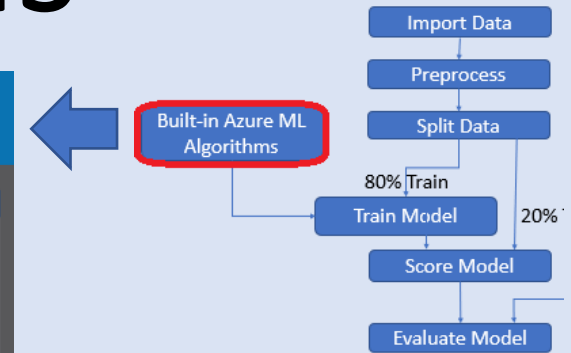 Import Data
Preprocess
Built-in Azure ML
Algorithms
Split Data
80% Train
Train Model
20%
Score Model
Evaluate Model